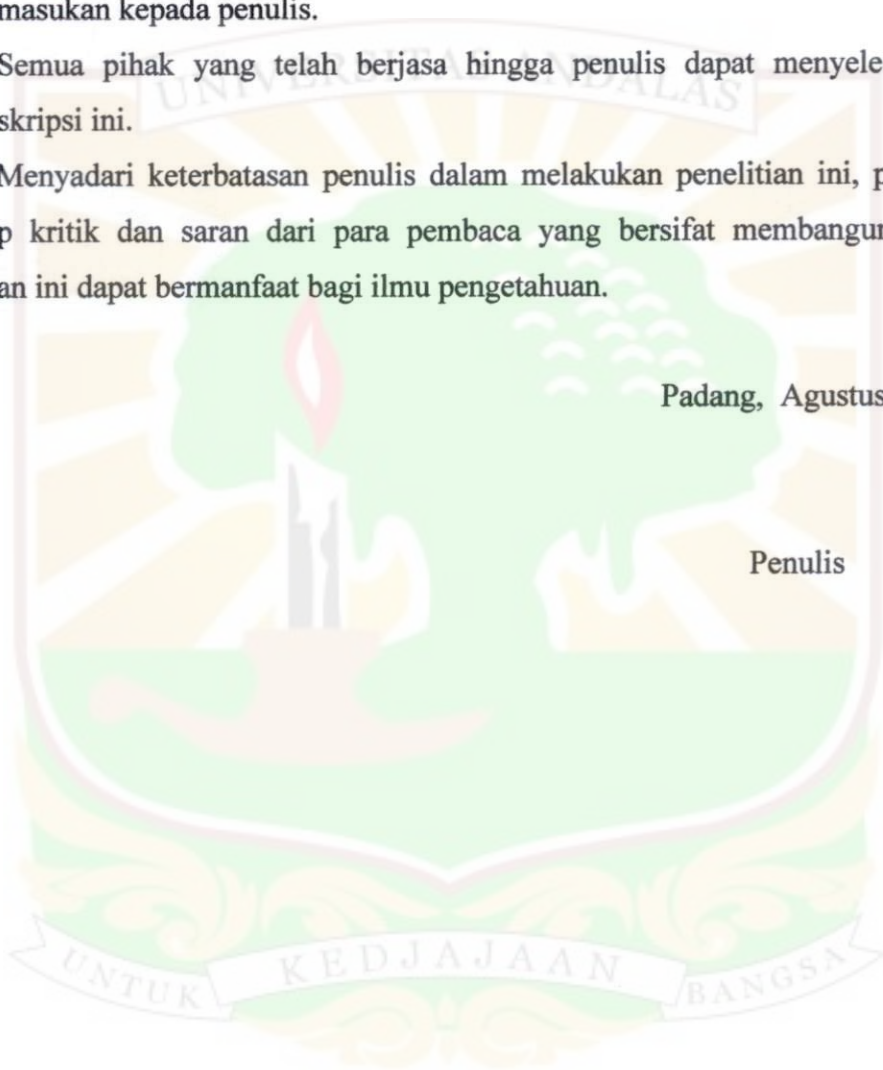 masukan kepada penulis.
Semua pihak yang telah berjasa hingga penulis dapat menyele
skripsi ini.
Menyadari keterbatasan penulis dalam melakukan penelitian ini, p
p kritik dan saran dari para pembaca yang bersifat membangun
an ini dapat bermanfaat bagi ilmu pengetahuan.
Padang, Agustus
Penulis
UNIVERSITAS ANDALAS
UNTUK KEDJAJAAN BANGSA